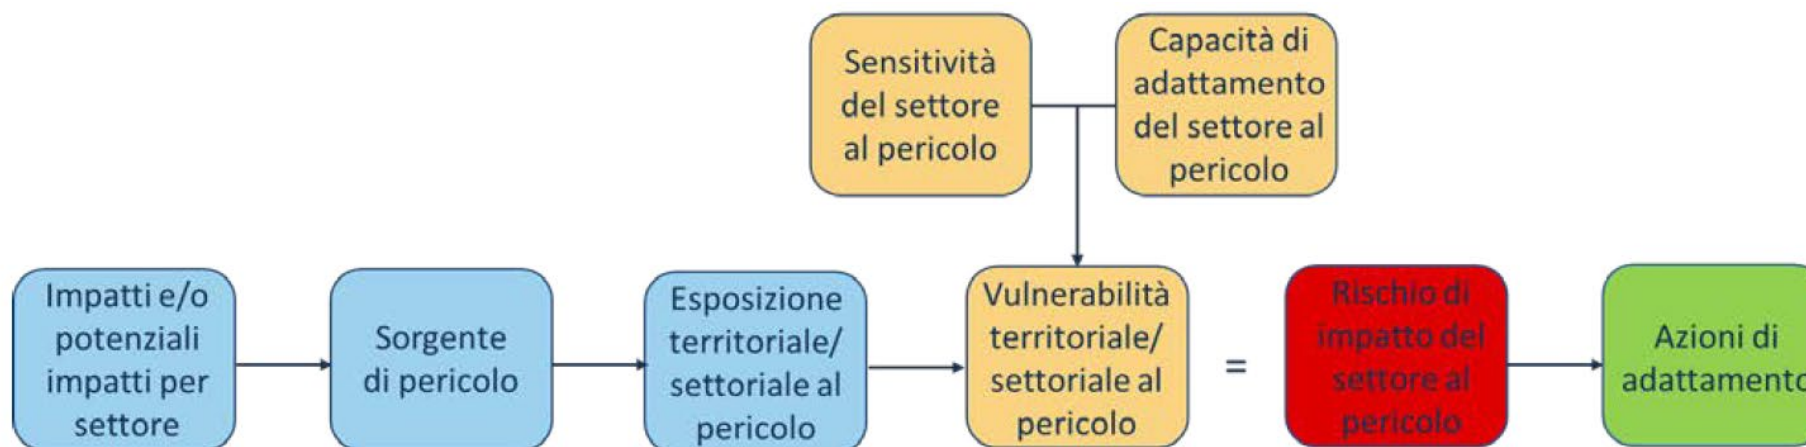 Sensitività
del settore
al pericolo
Capacità di
adattamento
del settore al
pericolo
Impatti e/o
potenziali
impatti per
settore
Sorgente
di pericolo
Esposizione
territoriale/
settoriale al
pericolo
Vulnerabilità
territoriale/
settoriale al
pericolo
=
Rischio di
impatto del
settore al
pericolo
Azioni di
adattamento